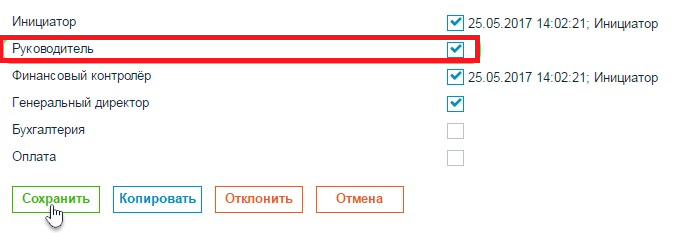 Инициатор 25.05.2017 14:02:21; Инициатор
Руководитель
Финансовый контролёр 25.05.2017 14:02:21; Инициатор
Генеральный директор
Бухгалтерия
Оплата
Сохранить Копировать Отклонить Отмена